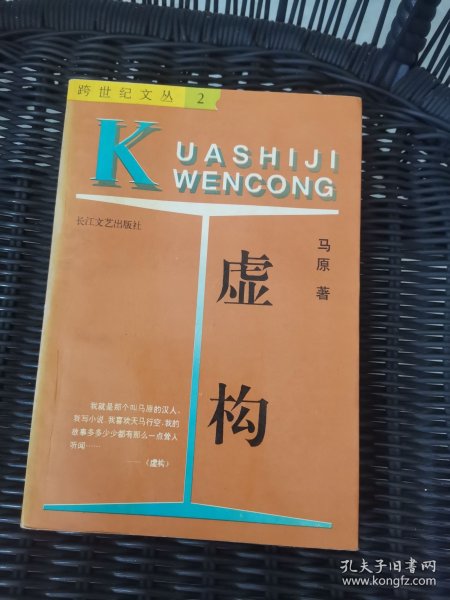 跨世纪文丛 2
KUASHIJI
WENCONG
长江文艺出版社
马原 著
虚构
我就是那个叫马原的汉人,
我写小说。我喜欢天马行空,我的
故事多多少少都有那么一点耸人
听闻……
——《虚构》
孔夫子旧书网
www.kongfz.com